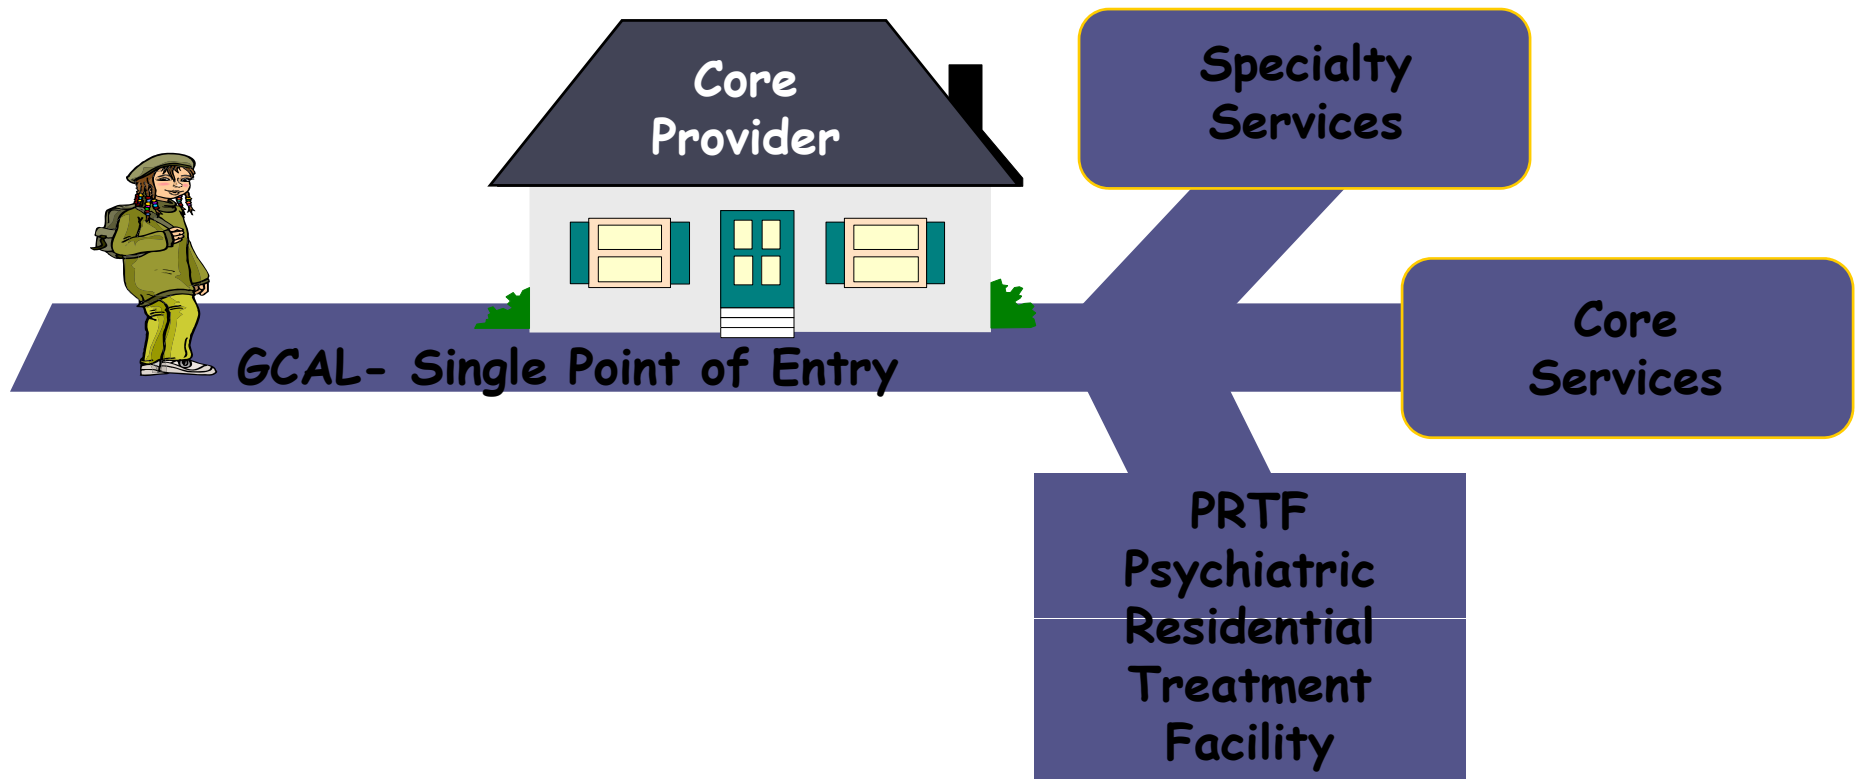 Core
Provider
Specialty
Services
GCAL- Single Point of Entry
Core
Services
PRTF
Psychiatric
Residential
Treatment
Facility